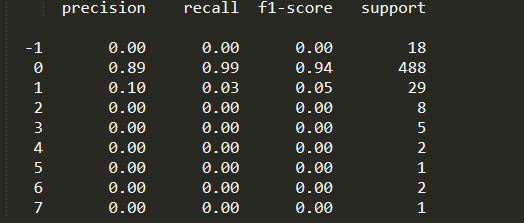 precision recall f1-score support
-1 0.00 0.00 0.00 18
0 0.89 0.99 0.94 488
1 0.10 0.03 0.05 29
2 0.00 0.00 0.00 8
3 0.00 0.00 0.00 5
4 0.00 0.00 0.00 2
5 0.00 0.00 0.00 1
6 0.00 0.00 0.00 2
7 0.00 0.00 0.00 1